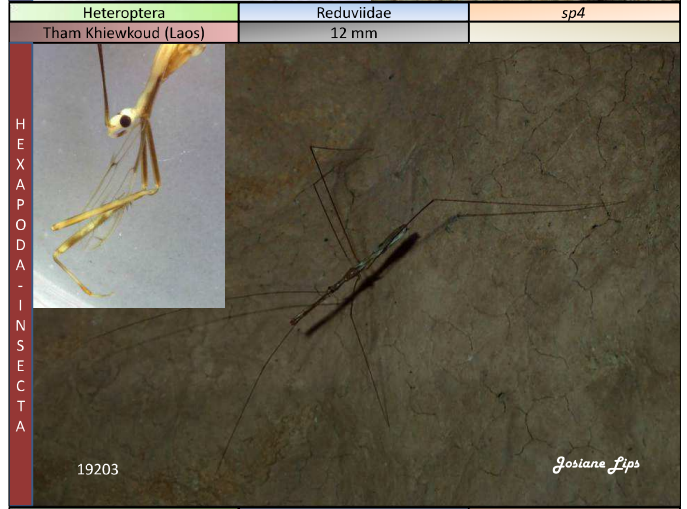 Heteroptera
Reduviidae
sp4
Tham Khiewkoud (Laos)
12 mm
HEXAPODA-INSECTA
19203
Josiane Lips